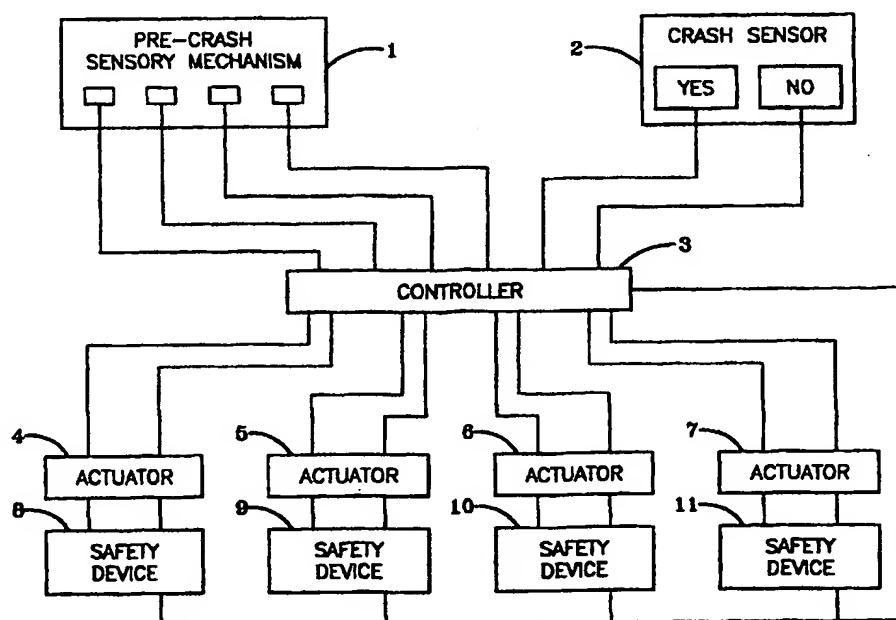 PRE-CRASH
SENSORY MECHANISM
1
2
CRASH SENSOR
YES
NO
3
CONTROLLER
4
5
6
7
ACTUATOR
ACTUATOR
ACTUATOR
ACTUATOR
8
9
10
11
SAFETY
DEVICE
SAFETY
DEVICE
SAFETY
DEVICE
SAFETY
DEVICE